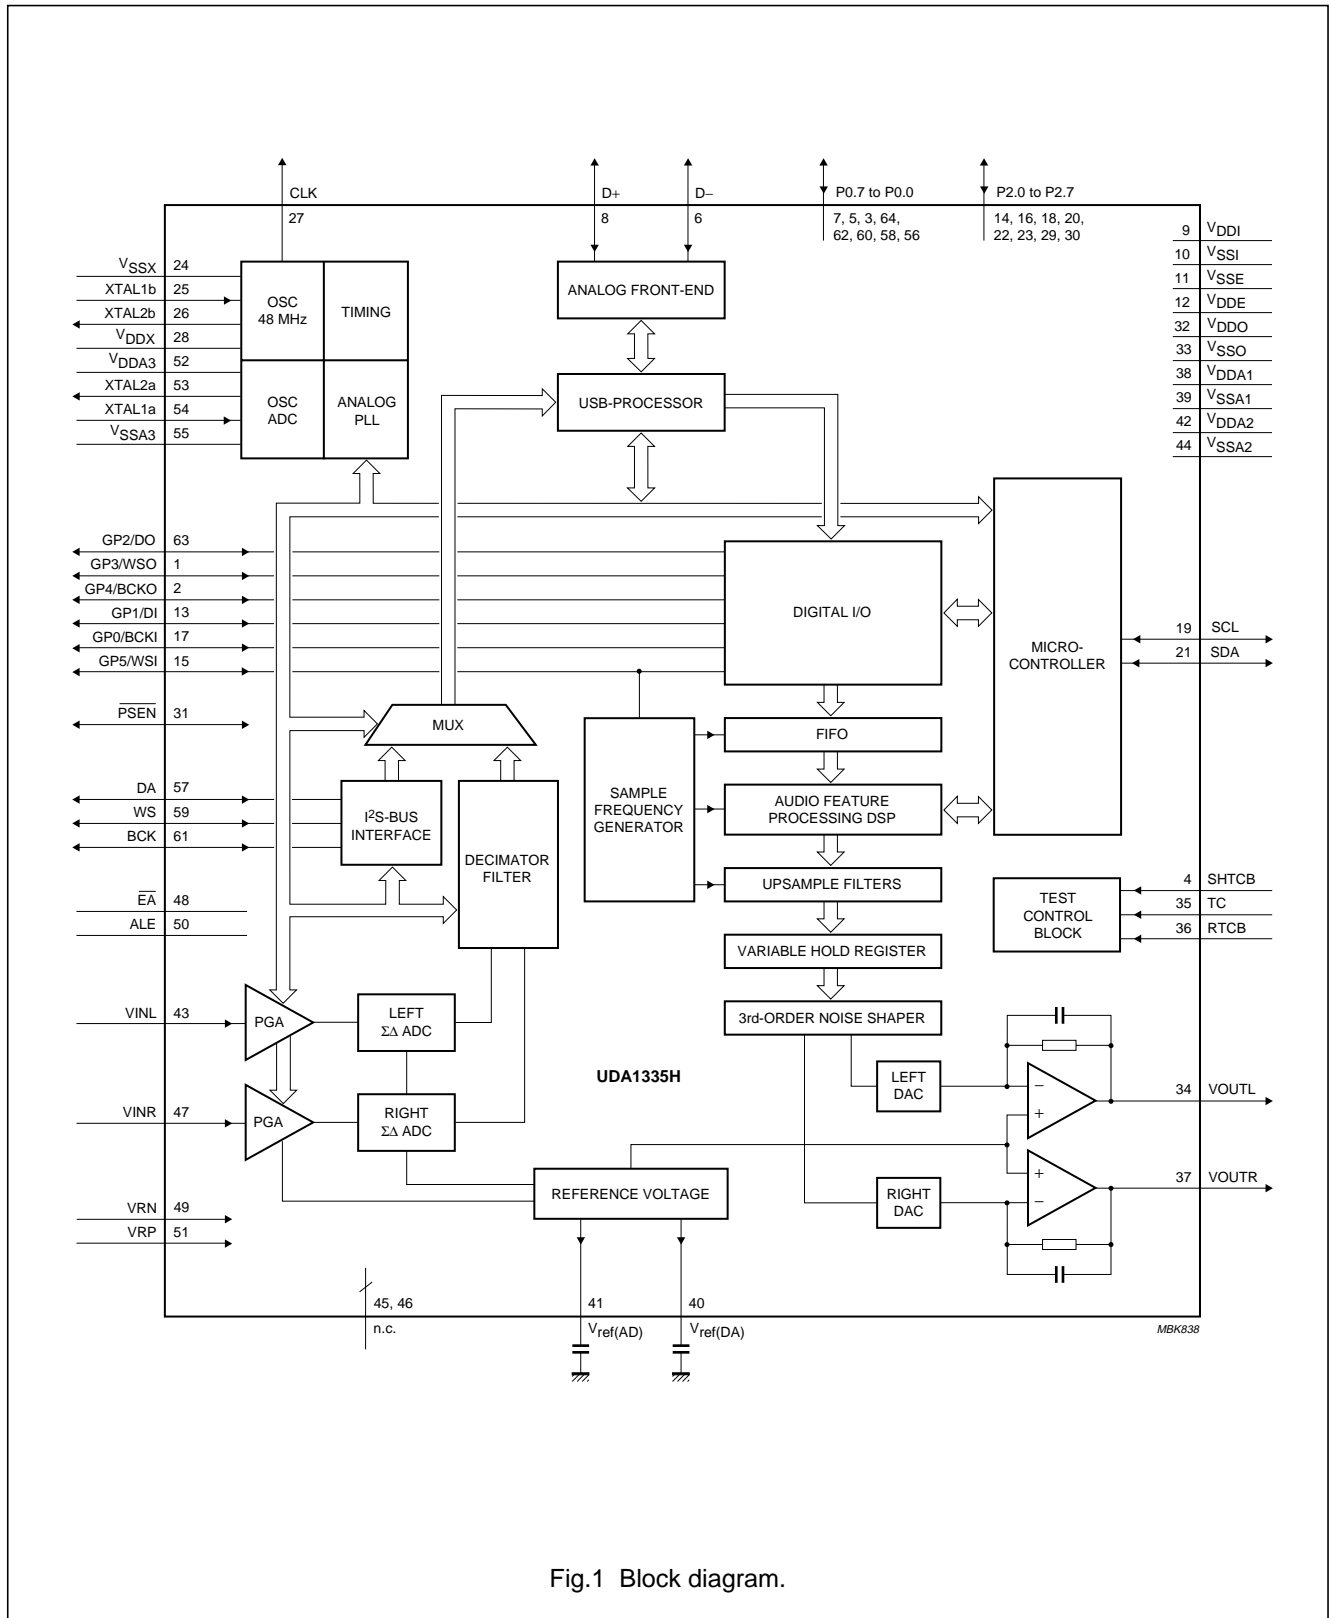 CLK
27
D+
8
D−
6
P0.7 to P0.0
7, 5, 3, 64,
62, 60, 58, 56
P2.0 to P2.7
14, 16, 18, 20,
22, 23, 29, 30
9 VDDI
10 VSSI
11 VSSE
12 VDDE
32 VDDO
33 VSSO
38 VDDA1
39 VSSA1
42 VDDA2
44 VSSA2
VSSX 24
XTAL1b 25
XTAL2b 26
VDDX 28
VDDA3 52
XTAL2a 53
XTAL1a 54
VSSA3 55
OSC
48 MHz
TIMING
OSC
ADC
ANALOG
PLL
ANALOG FRONT-END
USB-PROCESSOR
GP2/DO 63
GP3/WSO 1
GP4/BCKO 2
GP1/DI 13
GP0/BCKI 17
GP5/WSI 15
DIGITAL I/O
MICRO-
CONTROLLER
19 SCL
21 SDA
PSEN 31
MUX
FIFO
DA 57
WS 59
BCK 61
I2S-BUS
INTERFACE
DECIMATOR
FILTER
SAMPLE
FREQUENCY
GENERATOR
AUDIO FEATURE
PROCESSING DSP
UPSAMPLE FILTERS
EA 48
ALE 50
TEST
CONTROL
BLOCK
4 SHTCB
35 TC
36 RTCB
VARIABLE HOLD REGISTER
3rd-ORDER NOISE SHAPER
VINL 43
PGA
LEFT
ΣΔ ADC
UDA1335H
LEFT
DAC
−
+
34 VOUTL
VINR 47
PGA
RIGHT
ΣΔ ADC
REFERENCE VOLTAGE
RIGHT
DAC
+
−
37 VOUTR
VRN 49
VRP 51
45, 46
n.c.
41
Vref(AD)
40
Vref(DA)
MBK838
Fig.1 Block diagram.